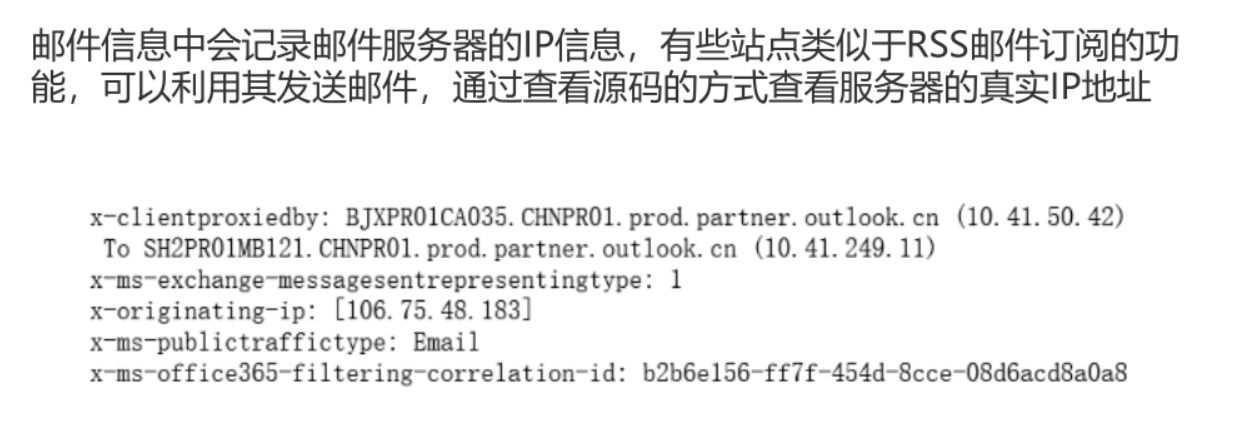 邮件信息中会记录邮件服务器的IP信息，有些站点类似于RSS邮件订阅的功
能，可以利用其发送邮件，通过查看源码的方式查看服务器的真实IP地址
x-clientproxiedby: BJXPR01CA035.CHNPR01.prod.partner.outlook.cn (10.41.50.42)
To SH2PR01MB121.CHNPR01.prod.partner.outlook.cn (10.41.249.11)
x-ms-exchange-messagesentrepresentingtype: 1
x-originating-ip: [106.75.48.183]
x-ms-publictraffictype: Email
x-ms-office365-filtering-correlation-id: b2b6e156-ff7f-454d-8cce-08d6acd8a0a8